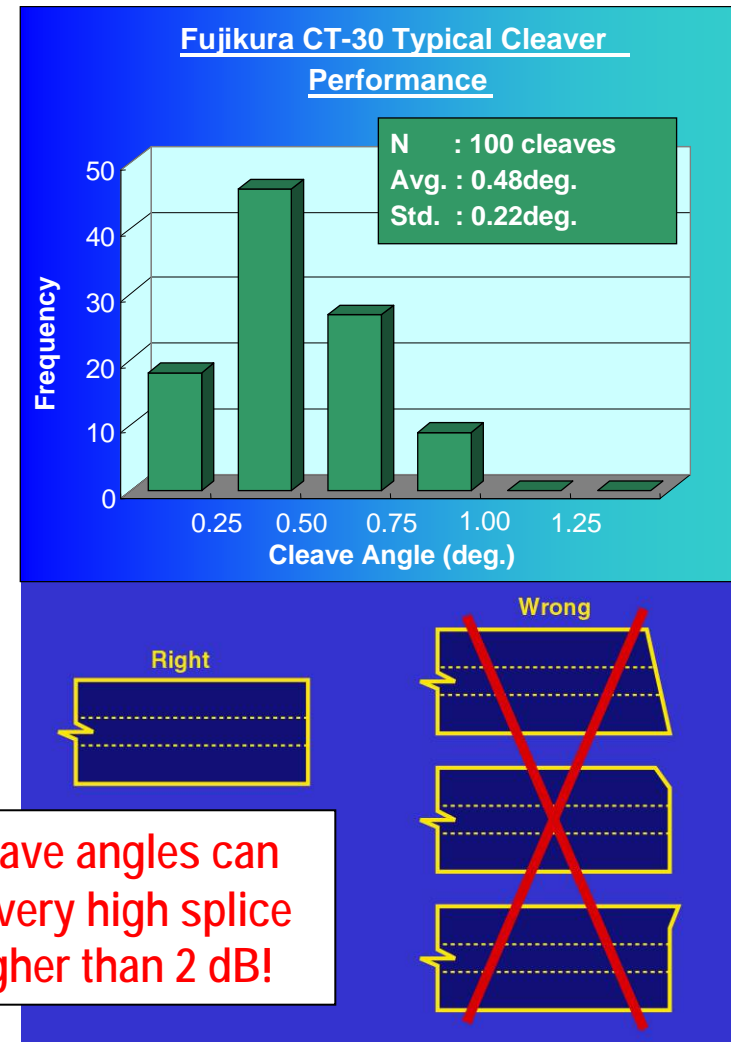 Fujikura CT-30 Typical Cleaver
Performance
N : 100 cleaves
Avg. : 0.48deg.
Std. : 0.22deg.
50
40
30
20
10
0
Frequency
0.25 0.50 0.75 1.00 1.25
Cleave Angle (deg.)
Right
Wrong
angles can
very high splice
than 2 dB!